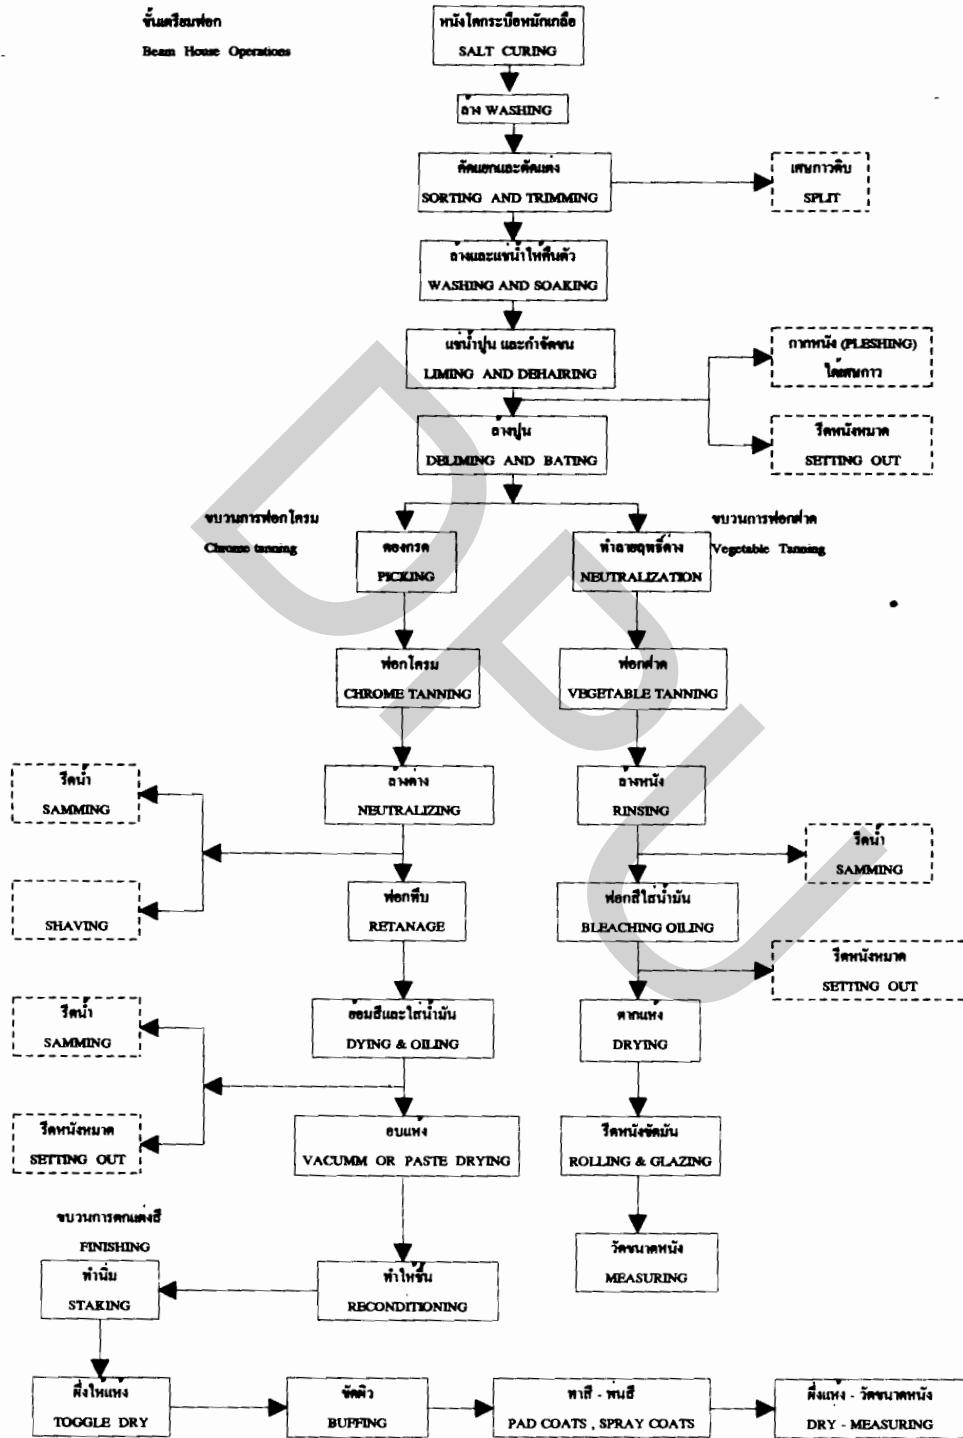 ขั้นเตรียมฟอก
Beam House Operations
หนังโคกระบือหมักเกลือ
SALT CURING
ล้าง WASHING
คัดแยกและตัดแต่ง
SORTING AND TRIMMING
เศษกาวดิบ
SPLIT
ล้างและแช่น้ำให้คืนตัว
WASHING AND SOAKING
แช่น้ำปูน และกำจัดขน
LIMING AND DEHAIRING
กากหนัง (PLESHING)
ได้เศษกาว
ล้างปูน
DELIMING AND BATING
รีดหนังหมาด
SETTING OUT
ขบวนการฟอกโครม
Chrome tanning
ดองกรด
PICKING
ทำลายฤทธิ์ด่าง
NEUTRALIZATION
ขบวนการฟอกฝาด
Vegetable Tanning
ฟอกโครม
CHROME TANNING
ฟอกฝาด
VEGETABLE TANNING
รีดน้ำ
SAMMING
ล้างด่าง
NEUTRALIZING
ล้างหนัง
RINSING
รีดน้ำ
SAMMING
SHAVING
ฟอกทับ
RETANAGE
ฟอกสีใส่น้ำมัน
BLEACHING OILING
รีดหนังหมาด
SETTING OUT
รีดน้ำ
SAMMING
ย้อมสีและใส่น้ำมัน
DYING & OILING
ตากแห้ง
DRYING
รีดหนังหมาด
SETTING OUT
อบแห้ง
VACUMM OR PASTE DRYING
รีดหนังขัดมัน
ROLLING & GLAZING
ขบวนการตกแต่งสี
FINISHING
วัดขนาดหนัง
MEASURING
ทำนิ่ม
STAKING
ทำให้ชื้น
RECONDITIONING
ผึ่งให้แห้ง
TOGGLE DRY
ขัดผิว
BUFFING
ทาสี - พ่นสี
PAD COATS , SPRAY COATS
ผึ่งแห้ง - วัดขนาดหนัง
DRY - MEASURING
DPU